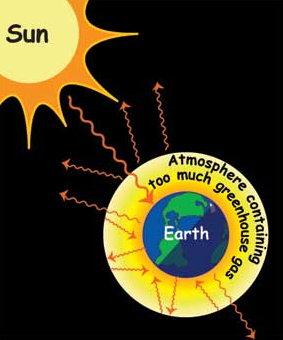 Sun
Atmosphere containing
too much greenhouse gas
Earth